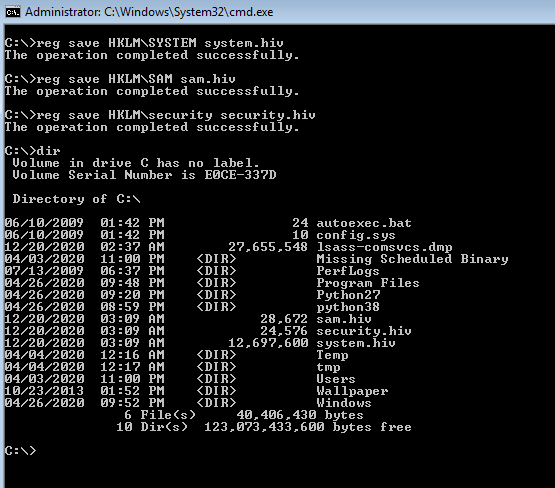 Administrator: C:\Windows\System32\cmd.exe
C:\>reg save HKLM\SYSTEM system.hiv
The operation completed successfully.
C:\>reg save HKLM\SAM sam.hiv
The operation completed successfully.
C:\>reg save HKLM\security security.hiv
The operation completed successfully.
C:\>dir
Volume in drive C has no label.
Volume Serial Number is E0CE-337D
Directory of C:\
06/10/2009  01:42 PM                24 autoexec.bat
06/10/2009  01:42 PM                10 config.sys
12/20/2020  02:37 AM        27,655,548 lsass-comsvcs.dmp
04/03/2020  11:00 PM    <DIR>          Missing Scheduled Binary
07/13/2009  06:37 PM    <DIR>          PerfLogs
04/26/2020  09:48 PM    <DIR>          Program Files
04/26/2020  09:20 PM    <DIR>          Python27
04/26/2020  08:59 PM    <DIR>          python38
12/20/2020  03:09 AM            28,672 sam.hiv
12/20/2020  03:09 AM            24,576 security.hiv
12/20/2020  03:09 AM        12,697,600 system.hiv
04/04/2020  12:16 AM    <DIR>          Temp
04/04/2020  12:17 AM    <DIR>          tmp
04/03/2020  11:00 PM    <DIR>          Users
10/23/2013  01:52 PM    <DIR>          Wallpaper
04/26/2020  09:52 PM    <DIR>          Windows
6 File(s)     40,406,430 bytes
10 Dir(s)  123,073,433,600 bytes free
C:\>